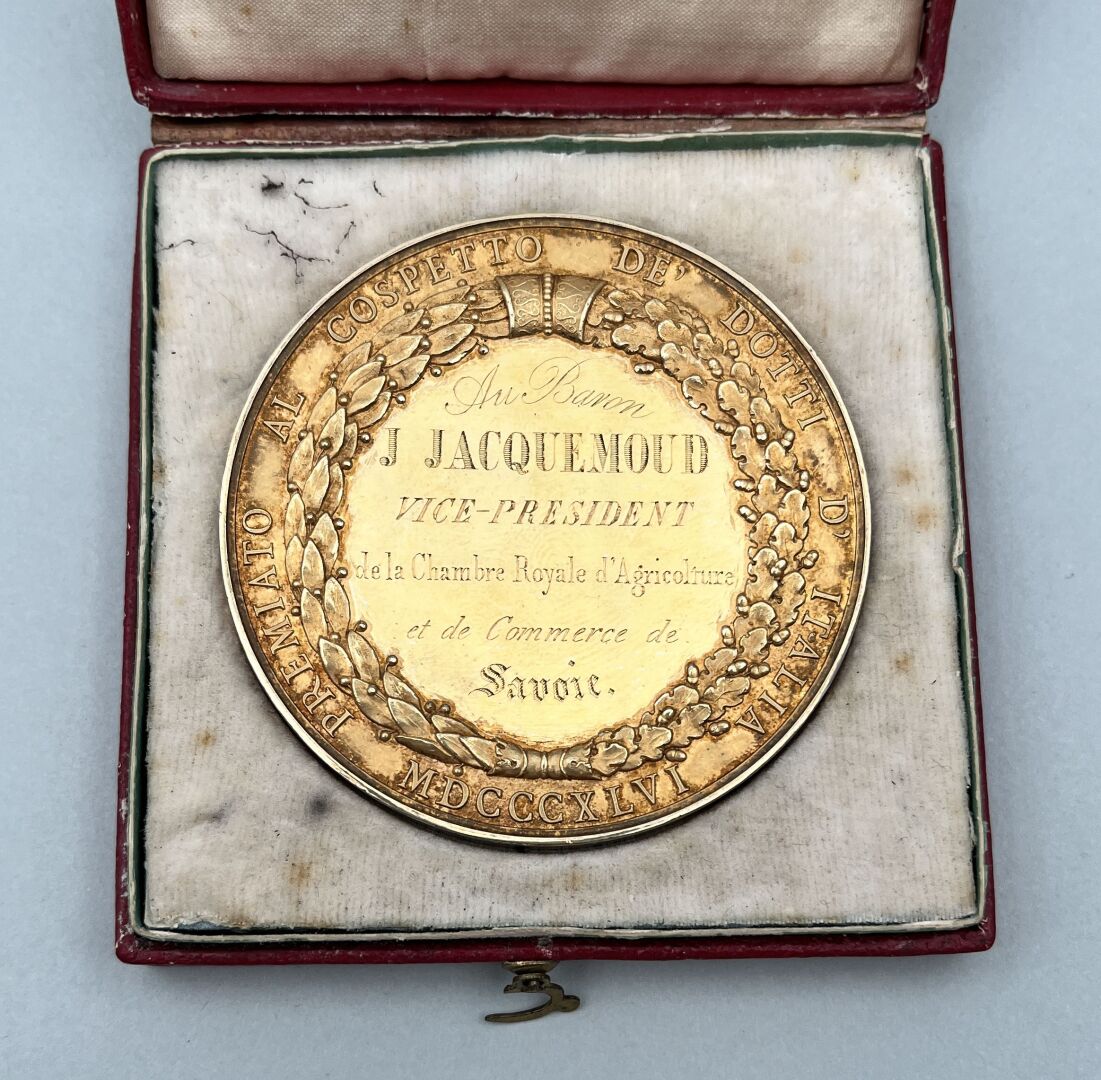 PREMIATO AL COSPETTO DE' DOTTI D' ITALIA
MDCCCXLVI
Au Baron
J JACQUEMOUD
VICE-PRESIDENT
de la Chambre Royale d'Agricolture
et de Commerce de
Savoie.